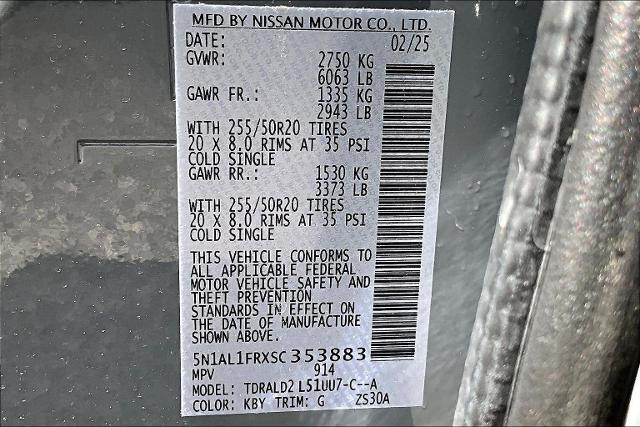 MFD BY NISSAN MOTOR CO., LTD.
DATE: 02/25
GVWR: 2750 KG
6063 LB
GAWR FR.: 1335 KG
2943 LB
WITH 255/50R20 TIRES
20 X 8.0 RIMS AT 35 PSI
COLD SINGLE
GAWR RR.: 1530 KG
3373 LB
WITH 255/50R20 TIRES
20 X 8.0 RIMS AT 35 PSI
COLD SINGLE
THIS VEHICLE CONFORMS TO
ALL APPLICABLE FEDERAL
MOTOR VEHICLE SAFETY AND
THEFT PREVENTION
STANDARDS IN EFFECT ON
THE DATE OF MANUFACTURE
SHOWN ABOVE.
5N1AL1FRXSC353883
MPV 914
MODEL: TDRALD2 L51UU7-C--A
COLOR: KBY TRIM: G ZS30A